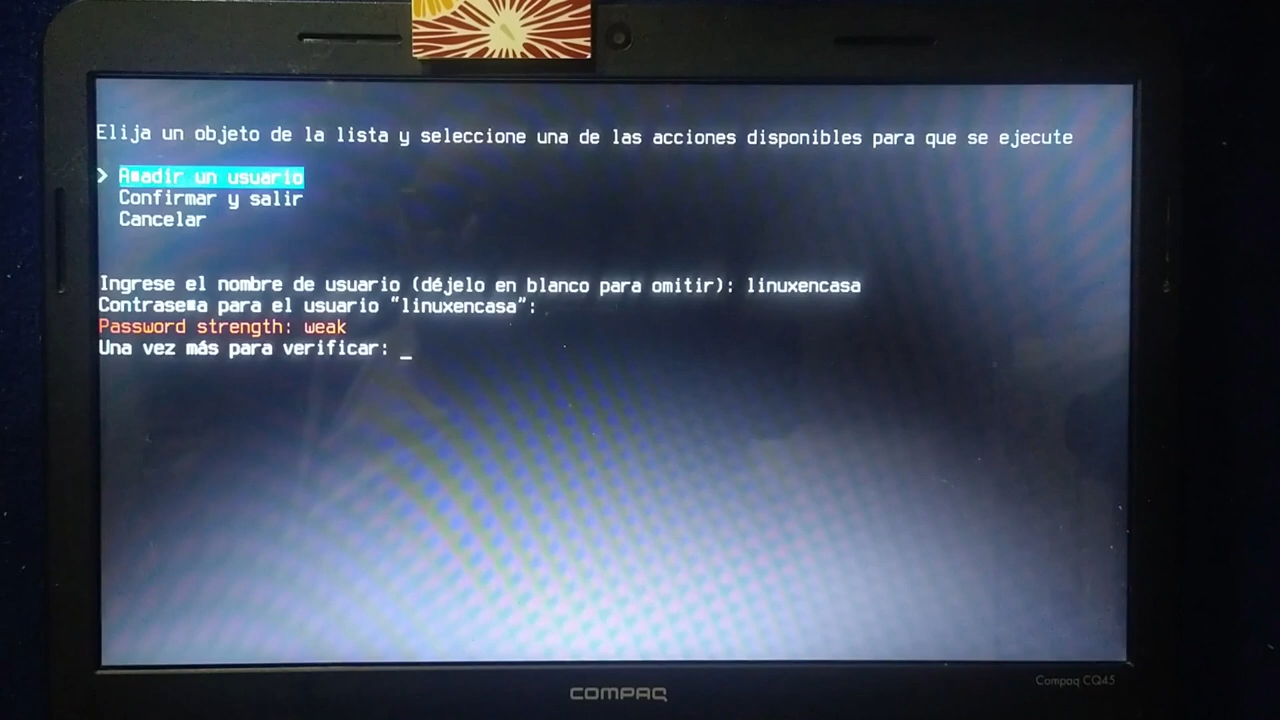 Elija un objeto de la lista y seleccione una de las acciones disponibles para que se ejecute
> A■adir un usuario
Confirmar y salir
Cancelar
Ingrese el nombre de usuario (déjelo en blanco para omitir): linuxencasa
Contrase■a para el usuario "linuxencasa":
Password strength: weak
Una vez más para verificar: _
Compaq CQ45
COMPAQ